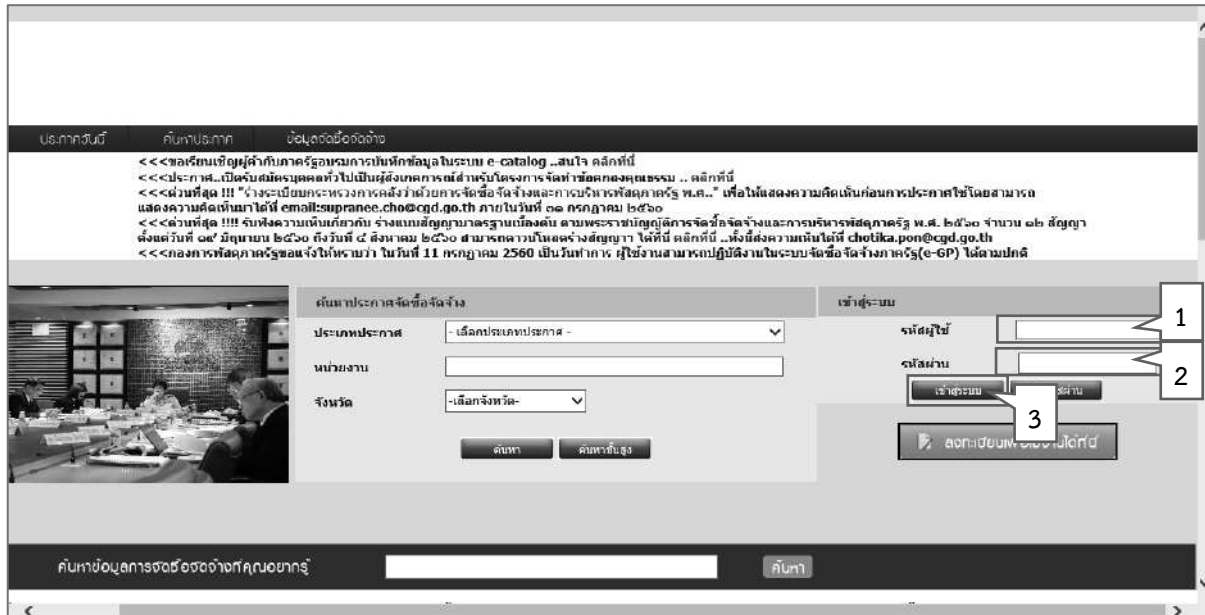 ประกาศวันนี้ ค้นหาประกาศ ข้อมูลจัดซื้อจัดจ้าง
<<<ขอเรียนเชิญผู้ค้ากับภาครัฐอบรมการบันทึกข้อมูลในระบบ e-catalog ..สนใจ คลิกที่นี่
<<<ประกาศ..เปิดรับสมัครบุคคลทั่วไปเป็นผู้สังเกตการณ์สำหรับโครงการจัดทำข้อตกลงคุณธรรม .. คลิกที่นี่
<<<ด่วนที่สุด !!! "ร่างระเบียบกระทรวงการคลังว่าด้วยการจัดซื้อจัดจ้างและการบริหารพัสดุภาครัฐ พ.ศ.." เพื่อให้แสดงความคิดเห็นก่อนการประกาศใช้โดยสามารถ
แสดงความคิดเห็นมาได้ที่ email:supranee.cho@cgd.go.th ภายในวันที่ ๓๑ กรกฎาคม ๒๕๖๐
<<<ด่วนที่สุด !!!! รับฟังความเห็นเกี่ยวกับ ร่างแบบสัญญามาตรฐานเบื้องต้น ตามพระราชบัญญัติการจัดซื้อจัดจ้างและการบริหารพัสดุภาครัฐ พ.ศ. ๒๕๖๐ จำนวน ๑๒ สัญญา
ตั้งแต่วันที่ ๑๙ มิถุนายน ๒๕๖๐ ถึงวันที่ ๔ สิงหาคม ๒๕๖๐ สามารถดาวน์โหลดร่างสัญญา ได้ที่นี่ คลิกที่นี่ ..ทั้งนี้ส่งความเห็นได้ที่ chotika.pon@cgd.go.th
<<<กองการพัสดุภาครัฐขอแจ้งให้ทราบว่า ในวันที่ 11 กรกฎาคม 2560 เป็นวันทำการ ผู้ใช้งานสามารถปฏิบัติงานในระบบจัดซื้อจัดจ้างภาครัฐ(e-GP) ได้ตามปกติ
ค้นหาประกาศจัดซื้อจัดจ้าง
ประเภทประกาศ - เลือกประเภทประกาศ -
หน่วยงาน
จังหวัด -เลือกจังหวัด-
ค้นหา ค้นหาขั้นสูง
เข้าสู่ระบบ
รหัสผู้ใช้ 1
รหัสผ่าน 2
เข้าสู่ระบบ 3
ลงทะเบียน
ค้นหาข้อมูลการจัดซื้อจัดจ้างที่คุณอยากรู้ ค้นหา